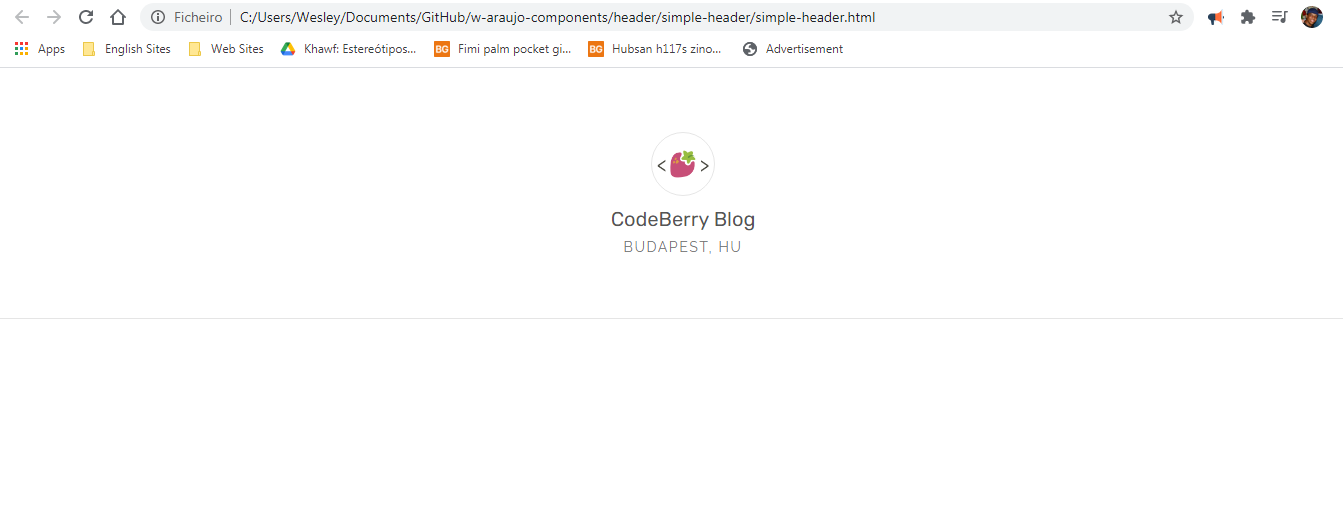 Ficheiro | C:/Users/Wesley/Documents/GitHub/w-araujo-components/header/simple-header/simple-header.html
Apps English Sites Web Sites Khawf: Estereótipos... BG Fimi palm pocket gi... BG Hubsan h117s zino... Advertisement
< >
CodeBerry Blog
BUDAPEST, HU